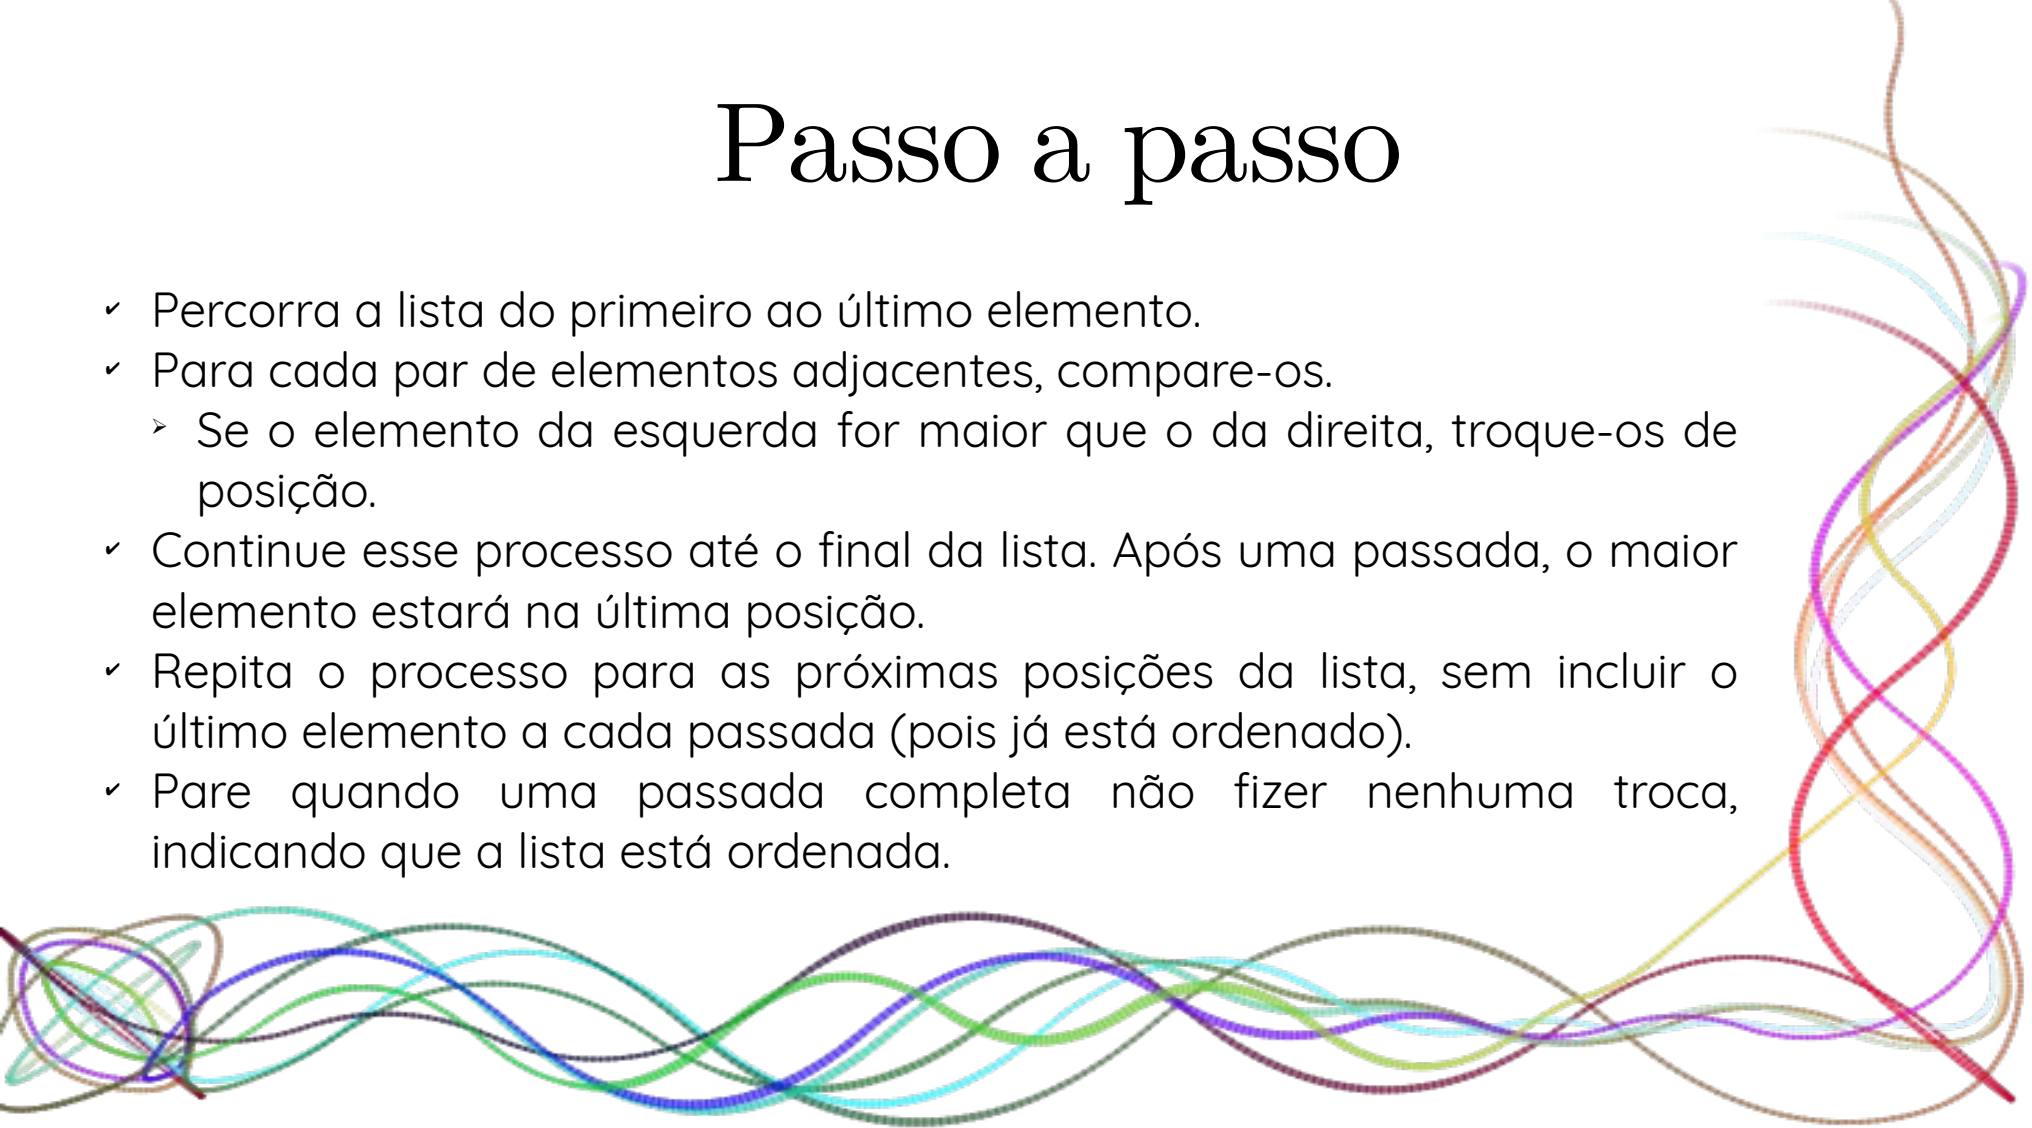 Passo a passo
✔ Percorra a lista do primeiro ao último elemento.
✔ Para cada par de elementos adjacentes, compare-os.
➢ Se o elemento da esquerda for maior que o da direita, troque-os de
posição.
✔ Continue esse processo até o final da lista. Após uma passada, o maior
elemento estará na última posição.
✔ Repita o processo para as próximas posições da lista, sem incluir o
último elemento a cada passada (pois já está ordenado).
✔ Pare quando uma passada completa não fizer nenhuma troca,
indicando que a lista está ordenada.